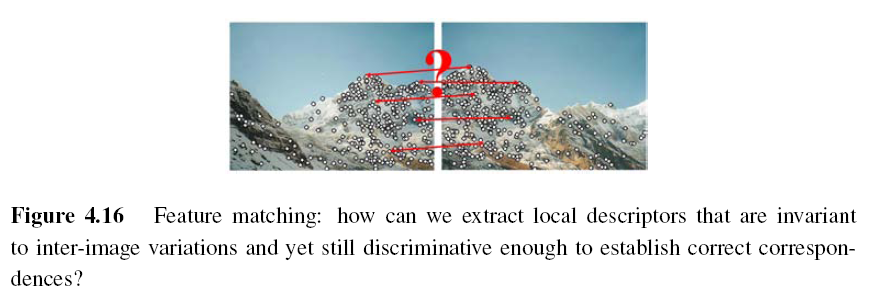 ?
Figure 4.16 Feature matching: how can we extract local descriptors that are invariant
to inter-image variations and yet still discriminative enough to establish correct correspon-
dences?